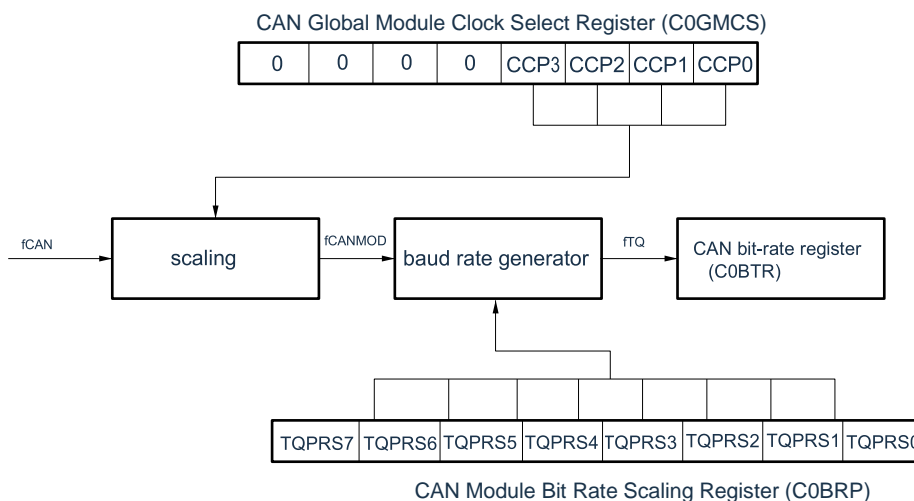 CAN Global Module Clock Select Register (C0GMCS)
0 0 0 0 CCP3 CCP2 CCP1 CCP0
fCAN
scaling
fCANMOD
baud rate generator
fTQ
CAN bit-rate register
(C0BTR)
TQPRS7 TQPRS6 TQPRS5 TQPRS4 TQPRS3 TQPRS2 TQPRS1 TQPRS0
CAN Module Bit Rate Scaling Register (C0BRP)